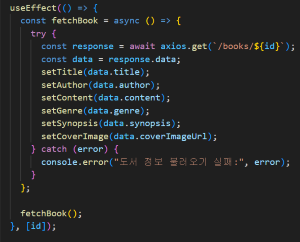 useEffect(() => {
  const fetchBook = async () => {
    try {
      const response = await axios.get(`/books/${id}`);
      const data = response.data;
      setTitle(data.title);
      setAuthor(data.author);
      setContent(data.content);
      setGenre(data.genre);
      setSynopsis(data.synopsis);
      setCoverImage(data.coverImageUrl);
    } catch (error) {
      console.error("도서 정보 불러오기 실패:", error);
    }
  };

  fetchBook();
}, [id]);